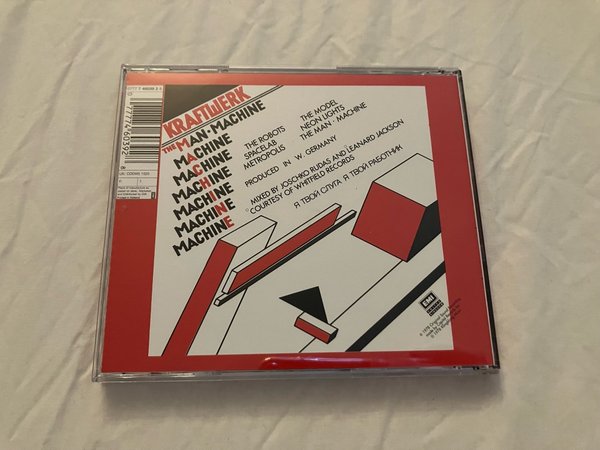 KRAFTWERK
THE MAN·MACHINE
MACHINE
MACHINE
MACHINE
MACHINE
MACHINE
MACHINE
THE ROBOTS
SPACELAB
METROPOLIS
THE MODEL
NEON LIGHTS
THE MAN·MACHINE
PRODUCED IN W. GERMANY
MIXED BY JOSCHKO RUDAS AND LEANARD JACKSON
COURTESY OF WHITFIELD RECORDS
Я ТВОЙ СЛУГА Я ТВОЙ РАБОТНИК
EMI